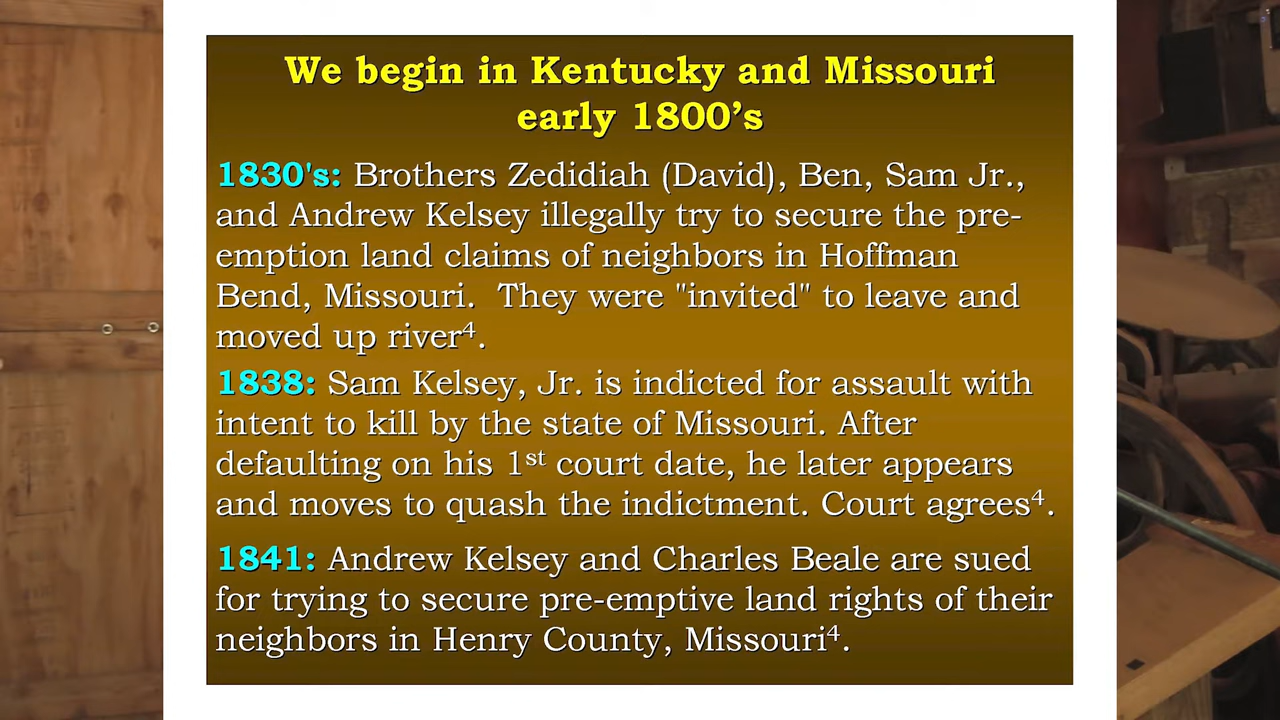 We begin in Kentucky and Missouri
early 1800’s
1830's: Brothers Zedidiah (David), Ben, Sam Jr.,
and Andrew Kelsey illegally try to secure the pre-
emption land claims of neighbors in Hoffman
Bend, Missouri.  They were "invited" to leave and
moved up river⁴.
1838: Sam Kelsey, Jr. is indicted for assault with
intent to kill by the state of Missouri. After
defaulting on his 1st court date, he later appears
and moves to quash the indictment. Court agrees⁴.
1841: Andrew Kelsey and Charles Beale are sued
for trying to secure pre-emptive land rights of their
neighbors in Henry County, Missouri⁴.